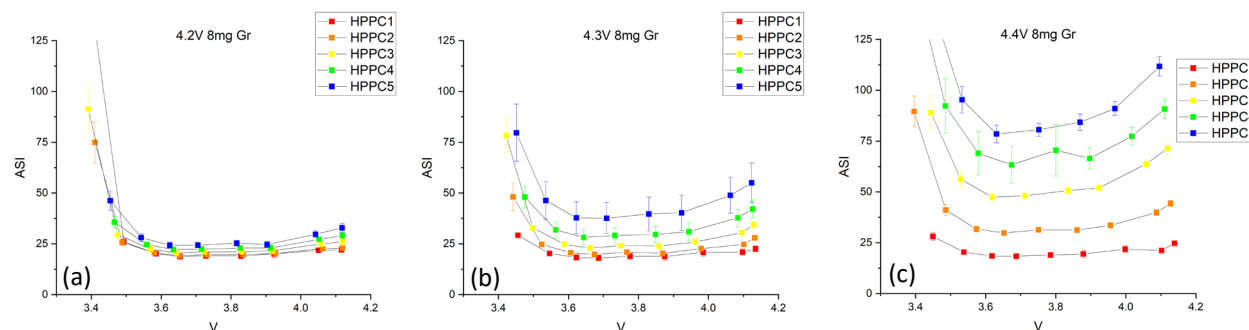 4.2V 8mg Gr
HPPC1
HPPC2
HPPC3
HPPC4
HPPC5
125
100
75
50
25
0
ASI
(a)
3.4
3.6
3.8
4.0
4.2
V
4.3V 8mg Gr
HPPC1
HPPC2
HPPC3
HPPC4
HPPC5
125
100
75
50
25
0
ASI
(b)
3.4
3.6
3.8
4.0
4.2
V
4.4V 8mg Gr
HPPC
HPPC
HPPC
HPPC
HPPC
125
100
75
50
25
0
ASI
(c)
3.4
3.6
3.8
4.0
4.2
V